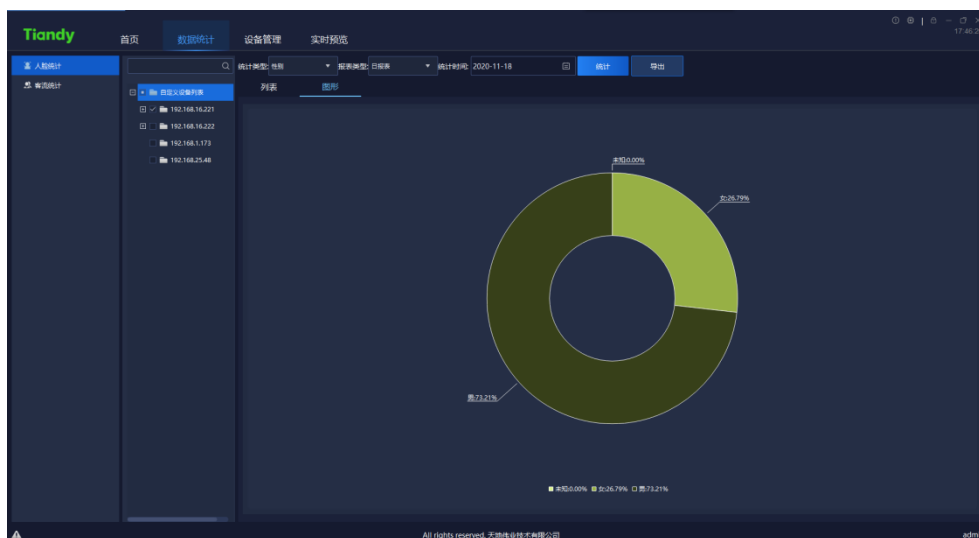 17:46:2
Tiandy 首页 数据统计 设备管理 实时预览
人脸统计
客流统计
自定义设备列表
192.168.16.221
192.168.16.222
192.168.1.173
192.168.25.48
统计类型: 性别 报表类型: 日报表 统计时间: 2020-11-18 统计 导出
列表 图形
未知:0.00%
女:26.79%
男:73.21%
未知:0.00% 女:26.79% 男:73.21%
All rights reserved, 天地伟业技术有限公司
admi